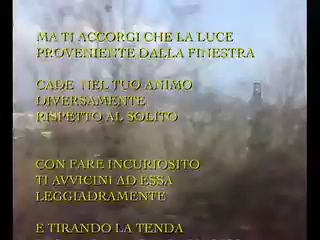 MA TI ACCORGI CHE LA LUCE
PROVENIENTE DALLA FINESTRA
CADE NEL TUO ANIMO
DIVERSAMENTE
RISPETTO AL SOLITO
CON FARE INCURIOSITO
TI AVVICINI AD ESSA
LEGGIADRAMENTE
E TIRANDO LA TENDA